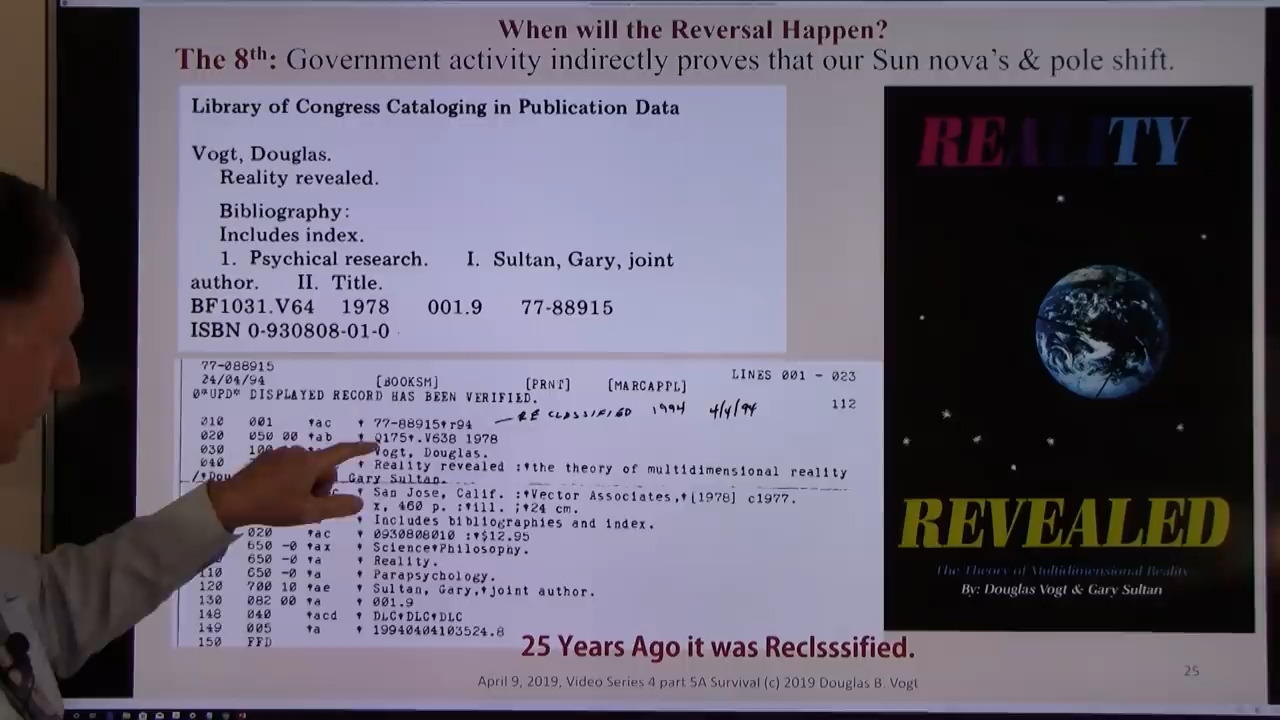 When will the Reversal Happen?
The 8th: Government activity indirectly proves that our Sun nova's & pole shift.
Library of Congress Cataloging in Publication Data
Vogt, Douglas.
Reality revealed.
Bibliography:
Includes index.
1. Psychical research. I. Sultan, Gary, joint
author. II. Title.
BF1031.V64 1978 001.9 77-88915
ISBN 0-930808-01-0
77-088915
24/04/94 [BOOKSM] [PRNT] [MARCAPPL] LINES 001 - 023
0*UPD* DISPLAYED RECORD HAS BEEN VERIFIED. 112
010 001 ‡ac ‡ 77-88915‡r94 — RE CLASSIFIED 1994 4/4/94
020 050 00 ‡ab ‡ Q175‡.V638 1978
030 Vogt, Douglas.
040 ‡ Reality revealed :‡the theory of multidimensional reality
/‡Dou Gary Sultan.
San Jose, Calif. :‡Vector Associates,‡[1978] c1977.
x, 460 p. :‡ill. ;‡24 cm.
‡ Includes bibliographies and index.
020 ‡ac ‡ 0930808010 :‡$12.95
650 -0 ‡ax ‡ Science‡Philosophy.
650 -0 ‡a ‡ Reality.
110 650 -0 ‡a ‡ Parapsychology.
120 700 10 ‡ae ‡ Sultan, Gary,‡joint author.
130 082 00 ‡a ‡ 001.9
148 040 ‡acd ‡ DLC‡DLC‡DLC
149 005 ‡a ‡ 19940404103524.8
150 FFD
25 Years Ago it was Reclsssified.
April 9, 2019, Video Series 4 part 5A Survival (c) 2019 Douglas B. Vogt
25
REALITY
REVEALED
The Theory of Multidimensional Reality
By: Douglas Vogt & Gary Sultan